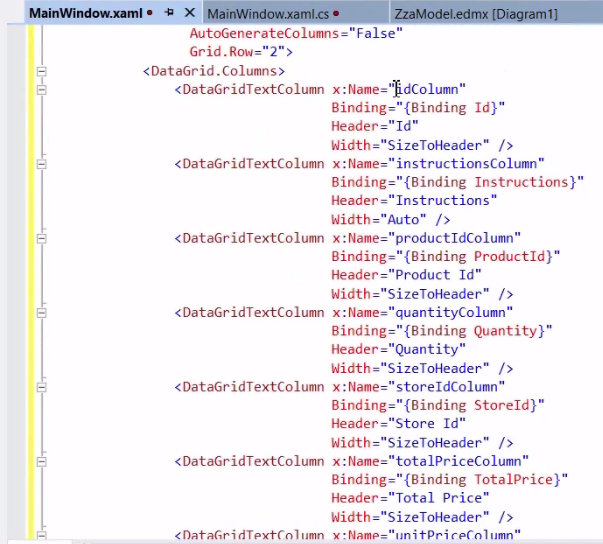 MainWindow.xaml MainWindow.xaml.cs ZzaModel.edmx [Diagram1]
AutoGenerateColumns="False"
Grid.Row="2">
<DataGrid.Columns>
<DataGridTextColumn x:Name="idColumn"
Binding="{Binding Id}"
Header="Id"
Width="SizeToHeader" />
<DataGridTextColumn x:Name="instructionsColumn"
Binding="{Binding Instructions}"
Header="Instructions"
Width="Auto" />
<DataGridTextColumn x:Name="productIdColumn"
Binding="{Binding ProductId}"
Header="Product Id"
Width="SizeToHeader" />
<DataGridTextColumn x:Name="quantityColumn"
Binding="{Binding Quantity}"
Header="Quantity"
Width="SizeToHeader" />
<DataGridTextColumn x:Name="storeIdColumn"
Binding="{Binding StoreId}"
Header="Store Id"
Width="SizeToHeader" />
<DataGridTextColumn x:Name="totalPriceColumn"
Binding="{Binding TotalPrice}"
Header="Total Price"
Width="SizeToHeader" />
<DataGridTextColumn x:Name="unitPriceColumn"